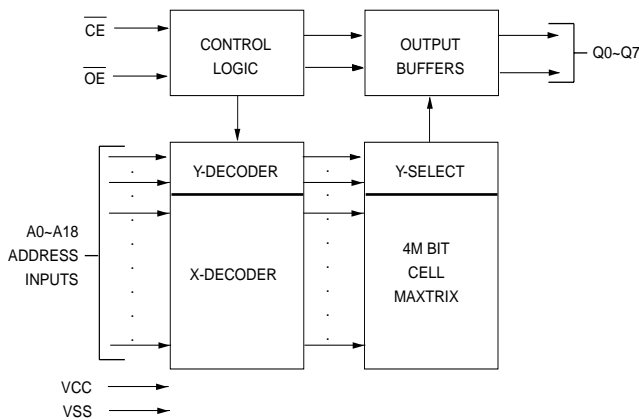 CE
OE
CONTROL
LOGIC
OUTPUT
BUFFERS
Q0~Q7
A0~A18
ADDRESS
INPUTS
Y-DECODER
X-DECODER
Y-SELECT
4M BIT
CELL
MAXTRIX
VCC
VSS